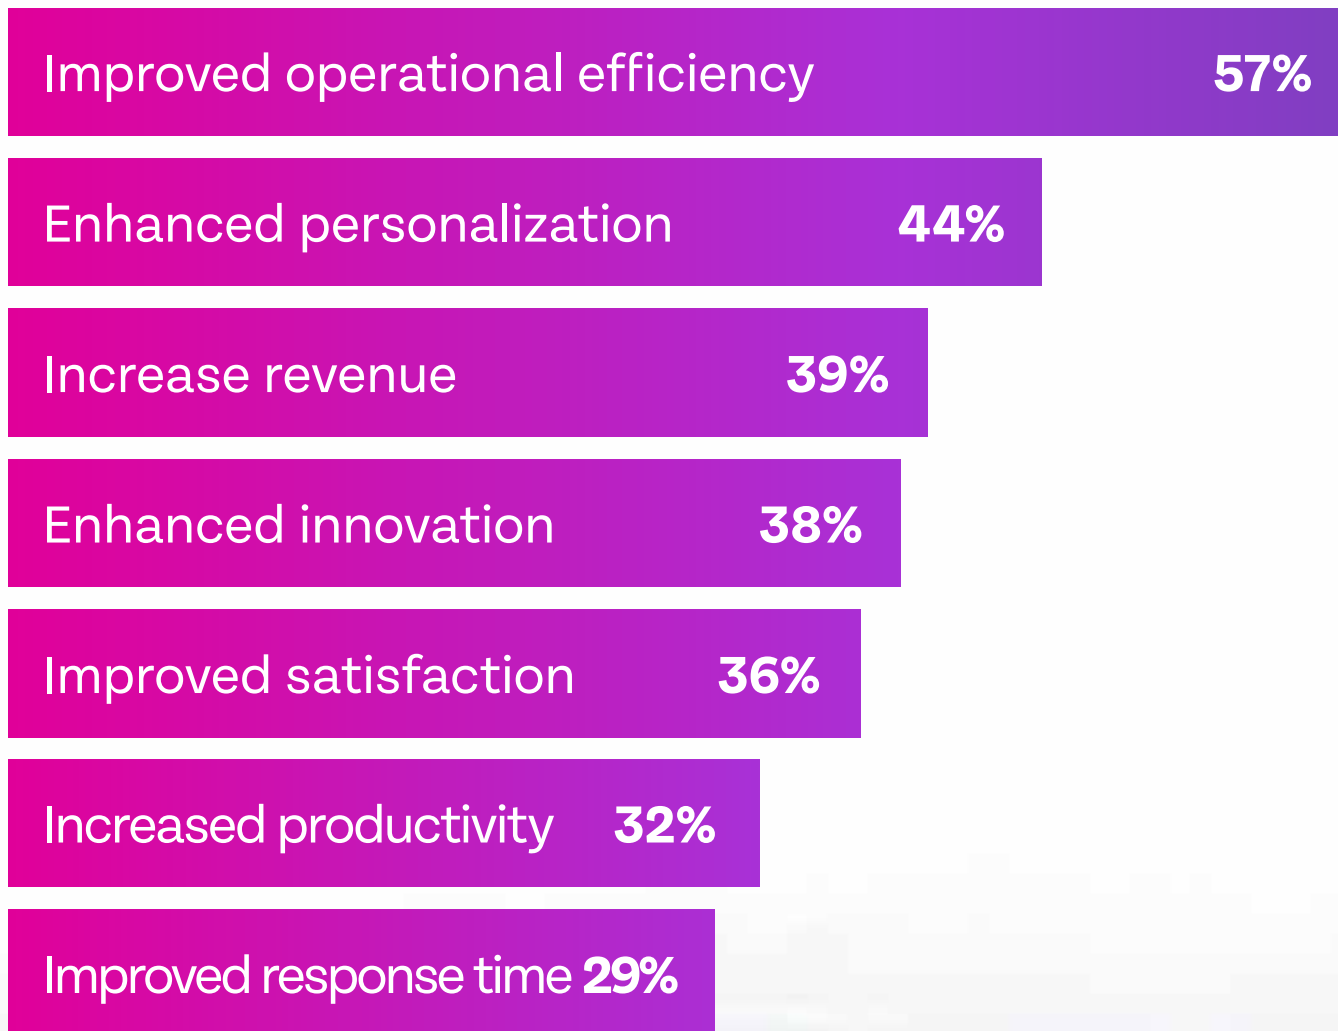 Improved operational efficiency 57%
Enhanced personalization 44%
Increase revenue 39%
Enhanced innovation 38%
Improved satisfaction 36%
Increased productivity 32%
Improved response time 29%